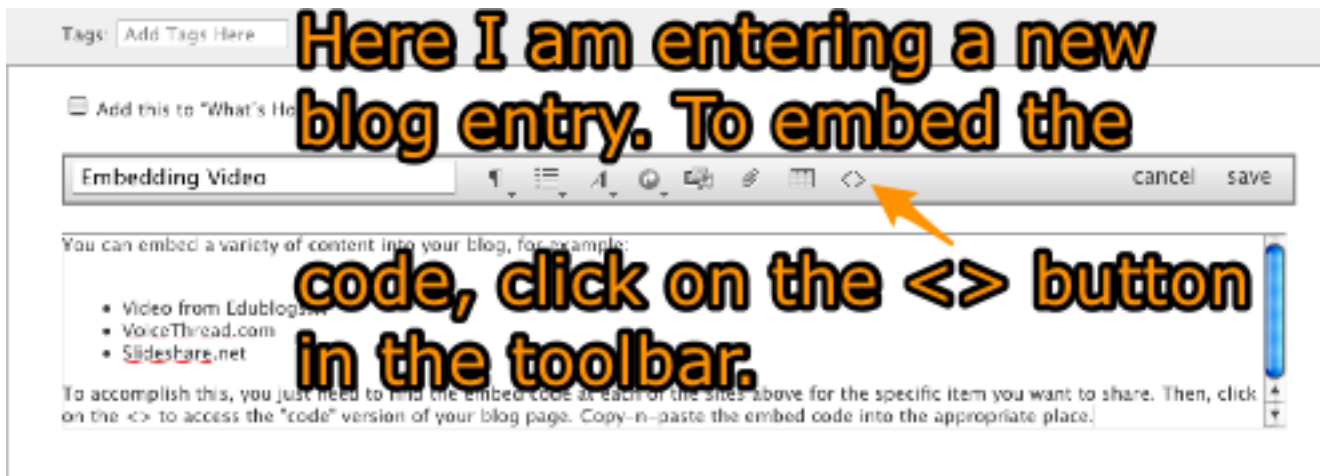 Tags: Add Tags Here
Here I am entering a new
blog entry. To embed the
code, click on the <> button
in the toolbar.
Add this to "What's Ho
Embedding Video
cancel save
You can embed a variety of content into your blog, for example:
• Video from Edublogs
• VoiceThread.com
• Slideshare.net
To accomplish this, you just need to find the embed code at each of the sites above for the specific item you want to share. Then, click
on the <> to access the "code" version of your blog page. Copy-n-paste the embed code into the appropriate place.